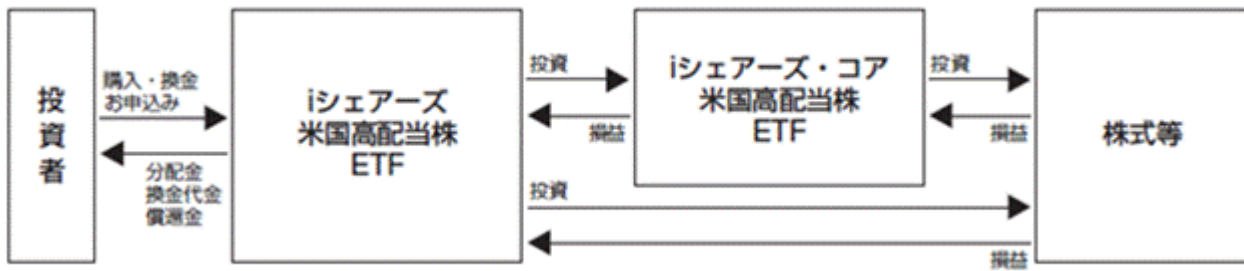 投資者
購入・換金
お申込み
分配金
換金代金
償還金
iシェアーズ
米国高配当株
ETF
投資
損益
iシェアーズ・コア
米国高配当株
ETF
投資
損益
株式等
投資
損益